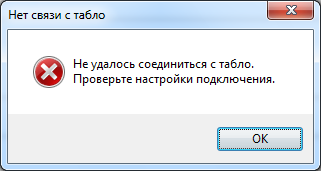 Нет связи с табло
Не удалось соединиться с табло.
Проверьте настройки подключения.
OK